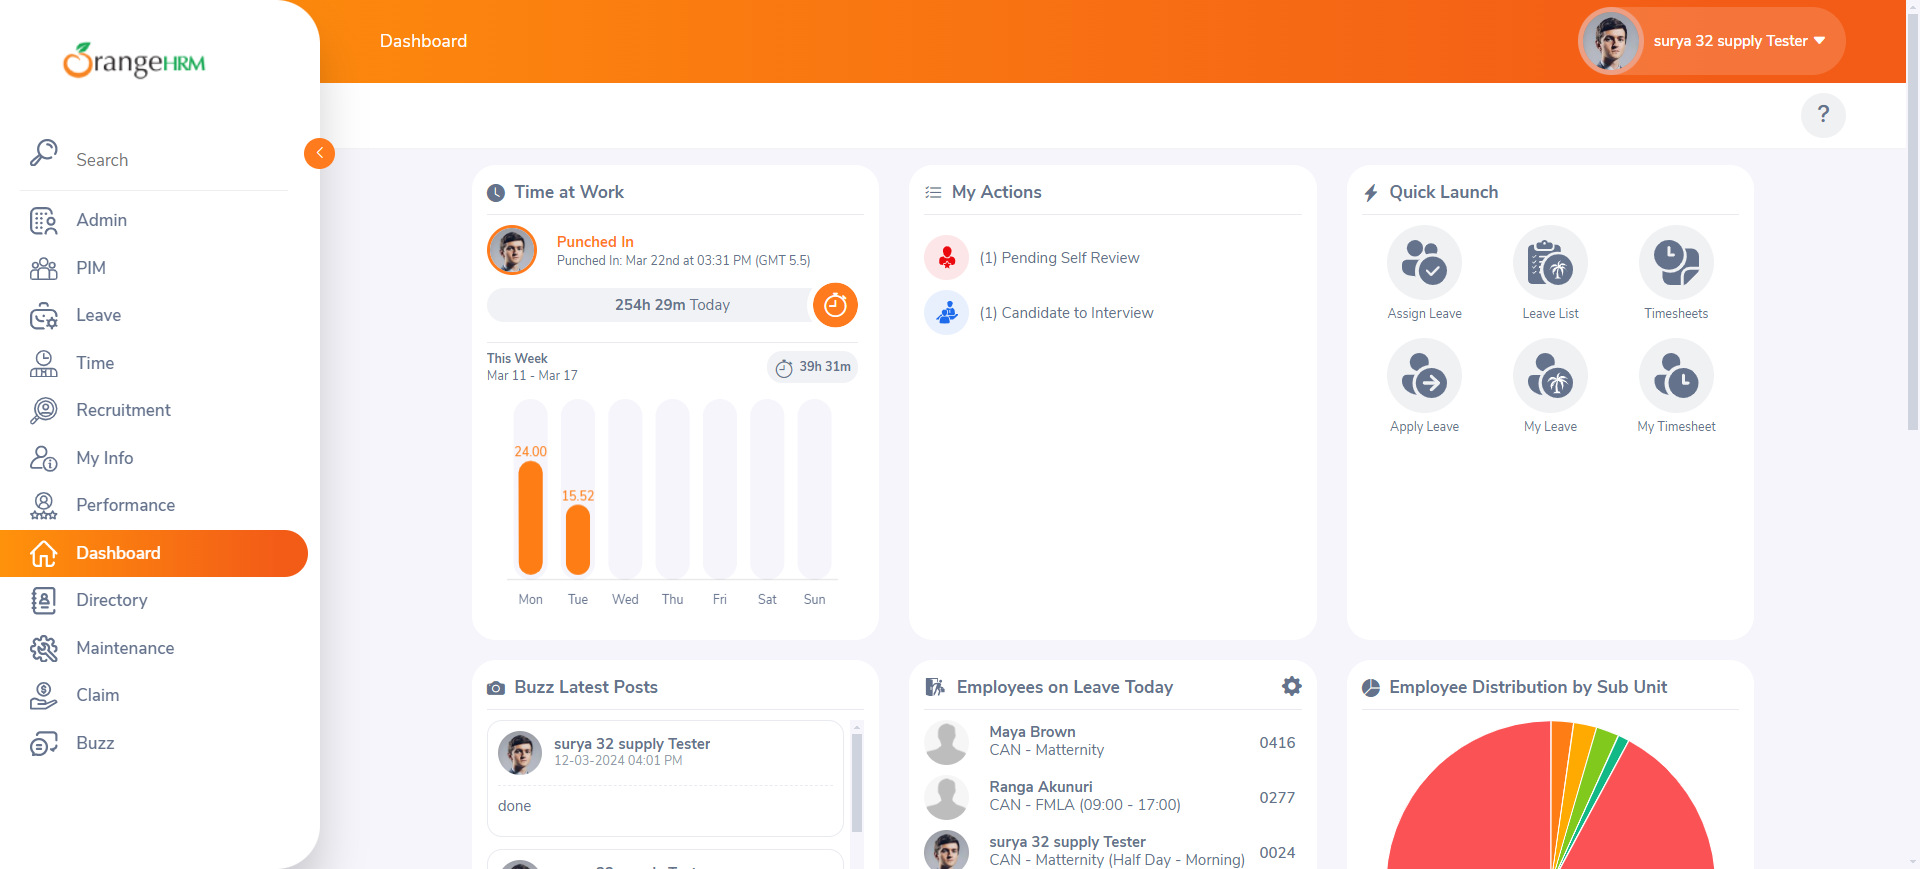 OrangeHRM
Search
Admin
PIM
Leave
Time
Recruitment
My Info
Performance
Dashboard
Directory
Maintenance
Claim
Buzz
Dashboard
surya 32 supply Tester
?
Time at Work
Punched In
Punched In: Mar 22nd at 03:31 PM (GMT 5.5)
254h 29m Today
This Week
Mar 11 - Mar 17
39h 31m
24.00
15.52
Mon Tue Wed Thu Fri Sat Sun
My Actions
(1) Pending Self Review
(1) Candidate to Interview
Quick Launch
Assign Leave Leave List Timesheets
Apply Leave My Leave My Timesheet
Buzz Latest Posts
surya 32 supply Tester
12-03-2024 04:01 PM
done
Employees on Leave Today
Maya Brown
CAN - Matternity
0416
Ranga Akunuri
CAN - FMLA (09:00 - 17:00)
0277
surya 32 supply Tester
CAN - Matternity (Half Day - Morning)
0024
Employee Distribution by Sub Unit